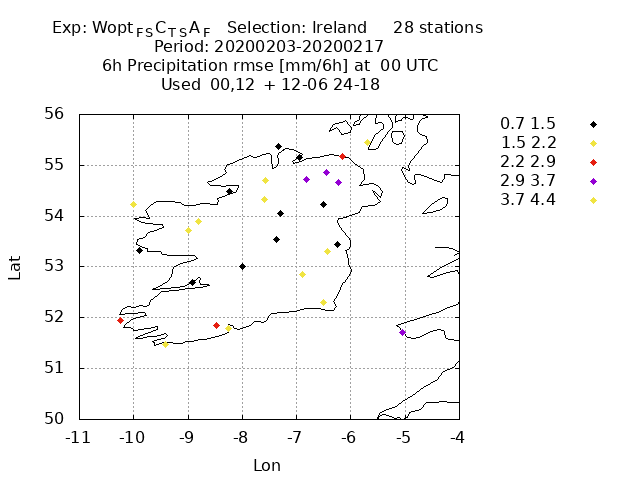 Exp: WoptFSCTSAF Selection: Ireland 28 stations
Period: 20200203-20200217
6h Precipitation rmse [mm/6h] at 00 UTC
Used 00,12 + 12-06 24-18
0.7 1.5
1.5 2.2
2.2 2.9
2.9 3.7
3.7 4.4
56
55
54
53
52
51
50
Lat
-11 -10 -9 -8 -7 -6 -5 -4
Lon